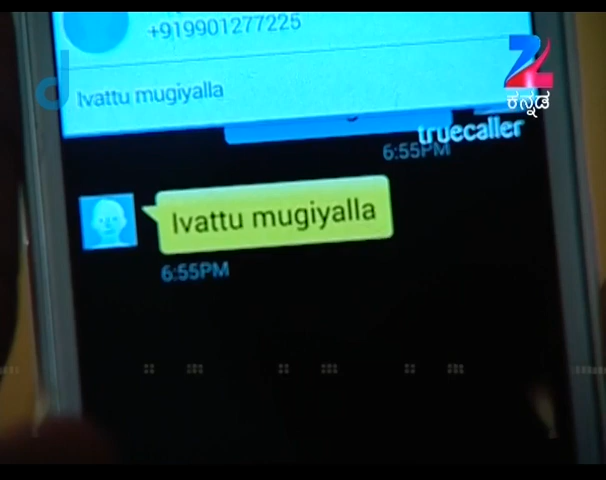 +919901277225
Ivattu mugiyalla
ಕನ್ನಡ
truecaller
6:55PM
Ivattu mugiyalla
6:55PM